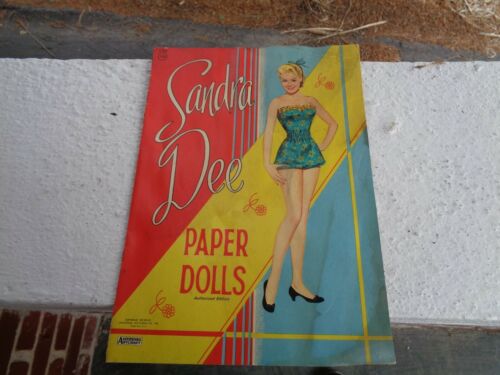 Sandra
Dee
PAPER
DOLLS
Authorized Edition